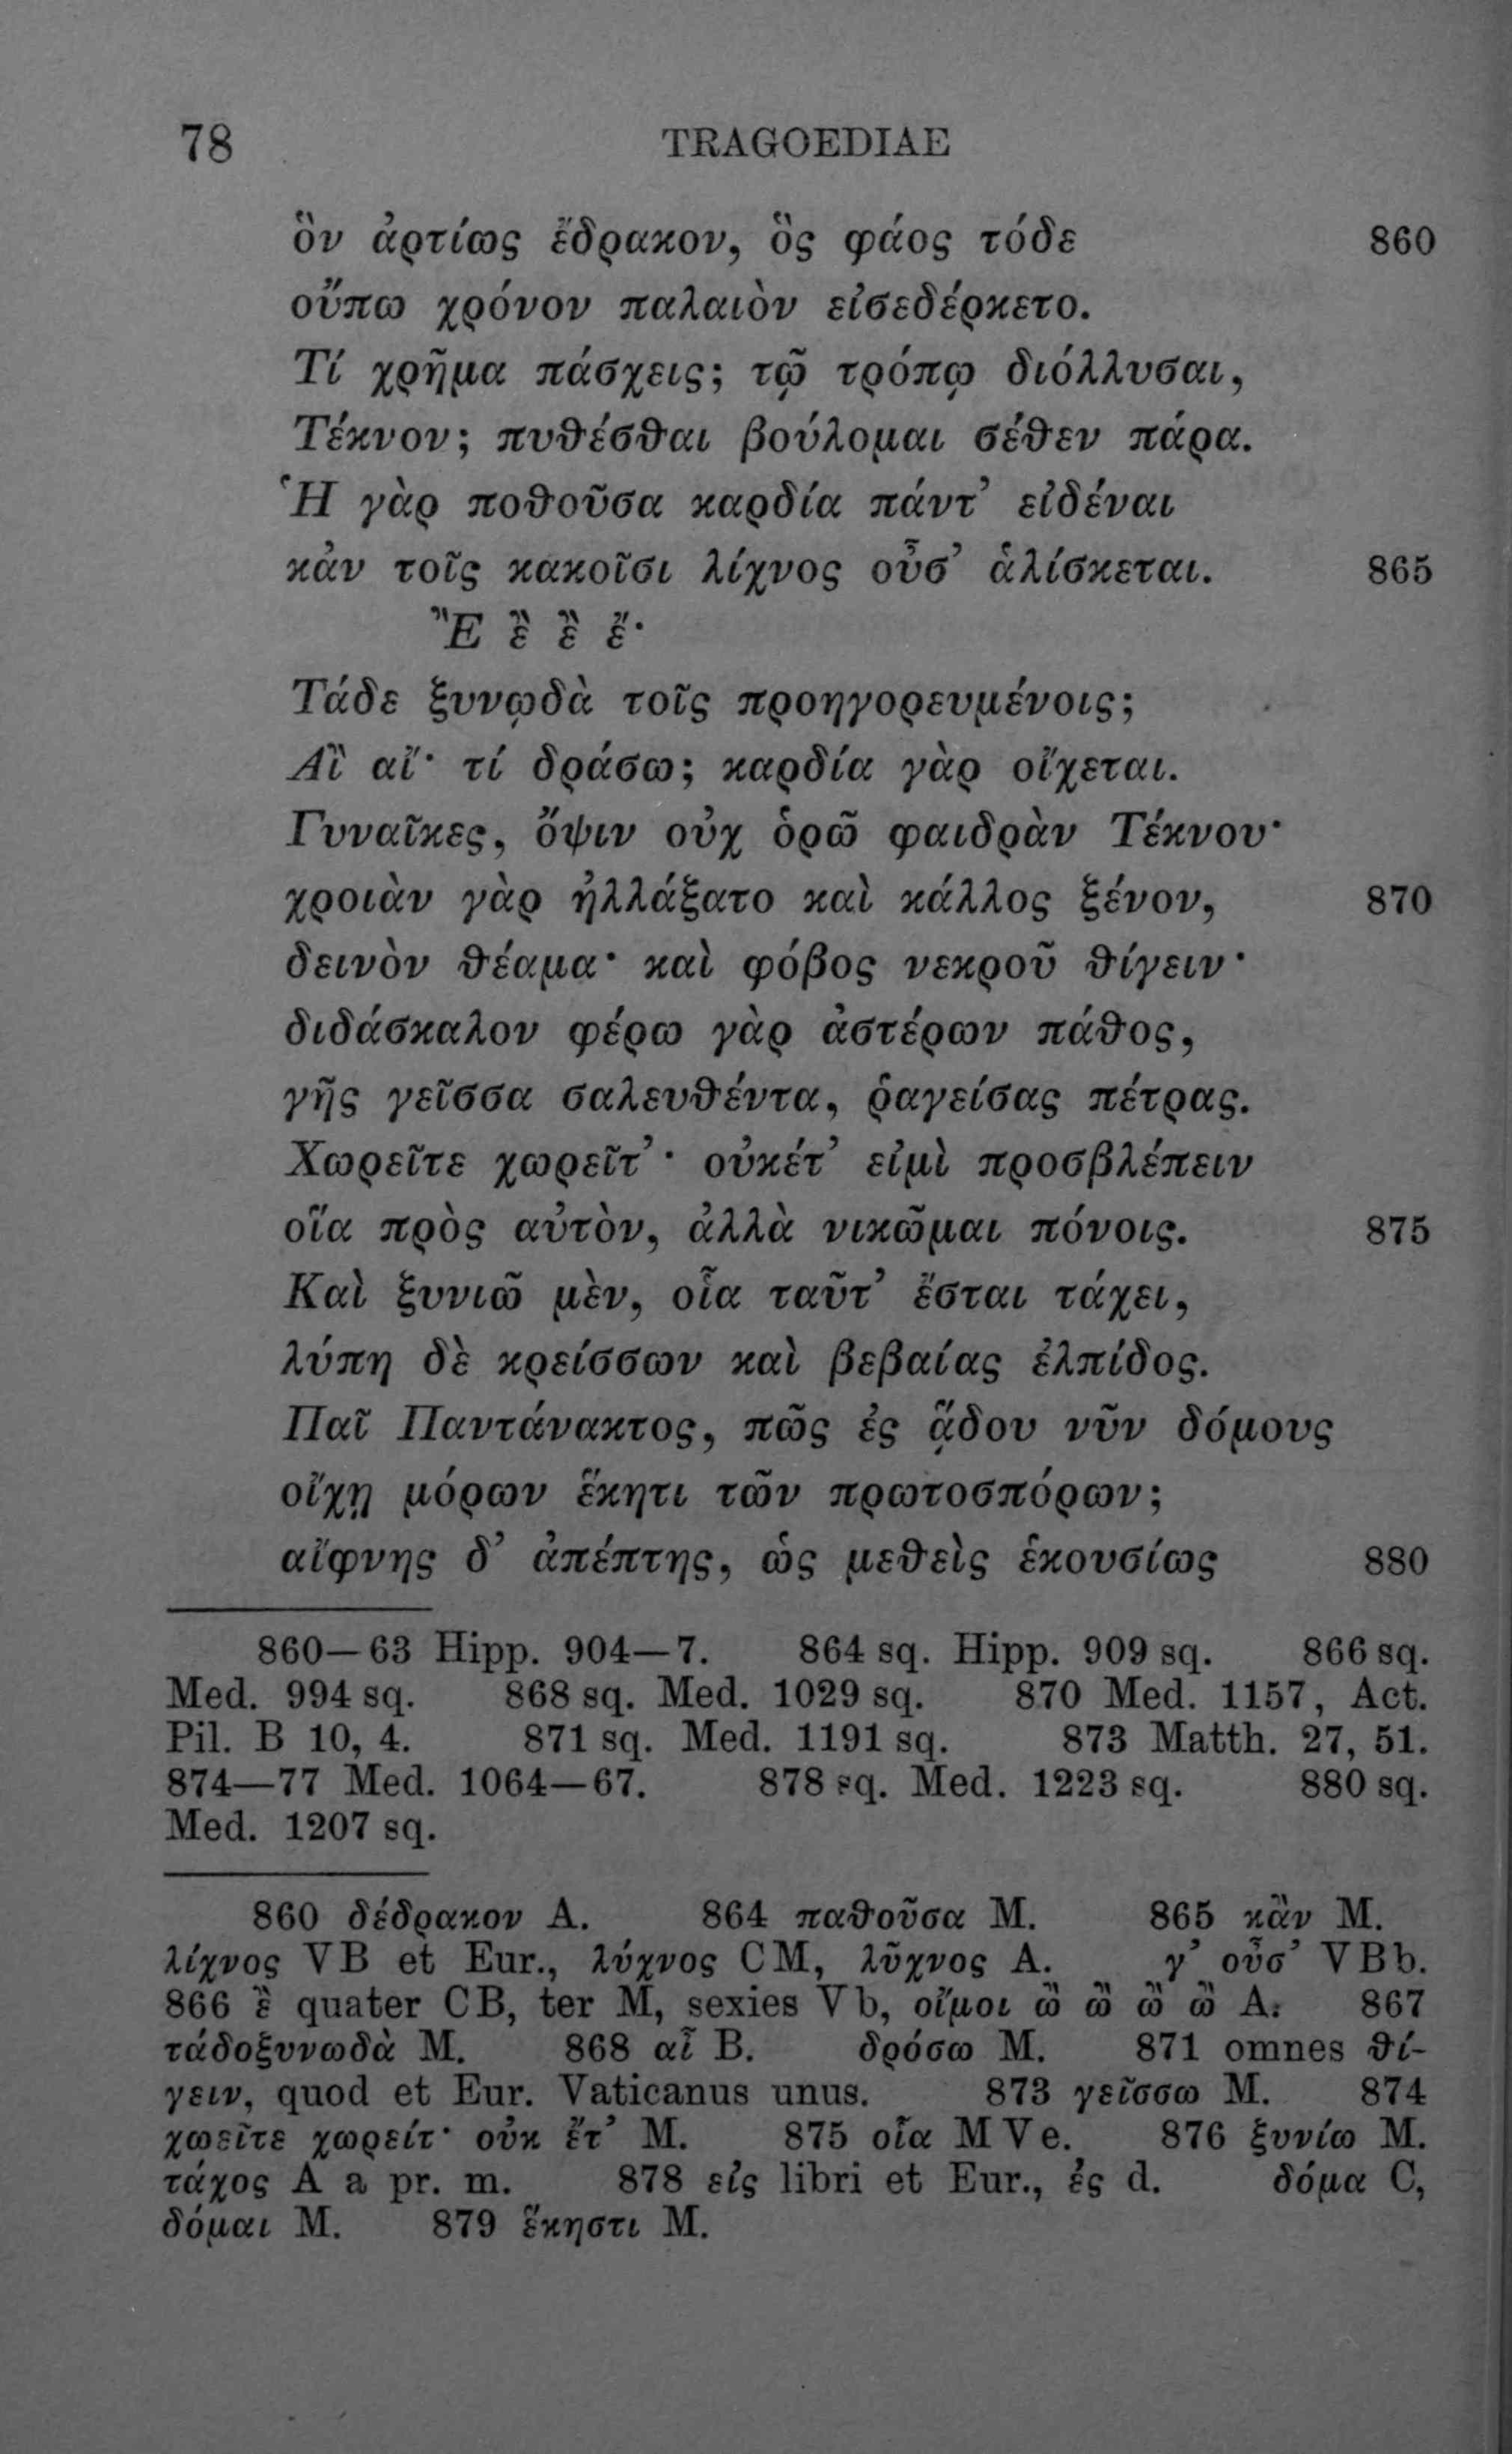 78 TRAGOEDIAE
ὃν ἀρτίως ἔδρακον, ὃς φάος τόδε 860
οὔπω χρόνον παλαιὸν εἰσεδέρκετο.
Τί χρῆμα πάσχεις; τῷ τρόπῳ διόλλυσαι,
Τέκνον; πυθέσθαι βούλομαι σέθεν πάρα.
Ἡ γὰρ ποθοῦσα καρδία πάντ’ εἰδέναι
κἀν τοῖς κακοῖσι λίχνος οὖσ’ ἁλίσκεται. 865
Ἒ ἒ ἒ ἔ·
Τάδε ξυνῳδὰ τοῖς προηγορευμένοις;
Αἲ αἴ· τί δράσω; καρδία γὰρ οἴχεται.
Γυναῖκες, ὄψιν οὐχ ὁρῶ φαιδρὰν Τέκνου·
χροιὰν γὰρ ἠλλάξατο καὶ κάλλος ξένον, 870
δεινὸν θέαμα· καὶ φόβος νεκροῦ θίγειν·
διδάσκαλον φέρω γὰρ ἀστέρων πάθος,
γῆς γεῖσσα σαλευθέντα, ῥαγείσας πέτρας.
Χωρεῖτε χωρεῖτ’· οὐκέτ’ εἰμὶ προσβλέπειν
οἵα πρὸς αὐτὸν, ἀλλὰ νικῶμαι πόνοις. 875
Καὶ ξυνιῶ μὲν, οἷα ταῦτ’ ἔσται τάχει,
λύπη δὲ κρείσσων καὶ βεβαίας ἐλπίδος.
Παῖ Παντάνακτος, πῶς ἐς ᾅδου νῦν δόμους
οἴχῃ μόρων ἕκητι τῶν πρωτοσπόρων;
αἴφνης δ’ ἀπέπτης, ὡς μεθεὶς ἑκουσίως 880
860—63 Hipp. 904—7. 864 sq. Hipp. 909 sq. 866 sq.
Med. 994 sq. 868 sq. Med. 1029 sq. 870 Med. 1157, Act.
Pil. B 10, 4. 871 sq. Med. 1191 sq. 873 Matth. 27, 51.
874—77 Med. 1064—67. 878 sq. Med. 1223 sq. 880 sq.
Med. 1207 sq.
860 δέδρακον A. 864 παθοῦσα M. 865 κἂν M.
λίχνος VB et Eur., λύχνος CM, λῦχνος A. γ’ οὖσ’ VBb.
866 ἒ quater CB, ter M, sexies Vb, οἴμοι ὢ ὢ ὢ ὢ A. 867
τάδοξυνωδὰ M. 868 αἶ B. δρόσω M. 871 omnes θί-
γειν, quod et Eur. Vaticanus unus. 873 γεῖσσω M. 874
χωεῖτε χωρείτ· οὐκ ἔτ’ M. 875 οἷα MVe. 876 ξυνίω M.
τάχος A a pr. m. 878 εἰς libri et Eur., ἐς d. δόμα C,
δόμαι M. 879 ἕκηστι M.